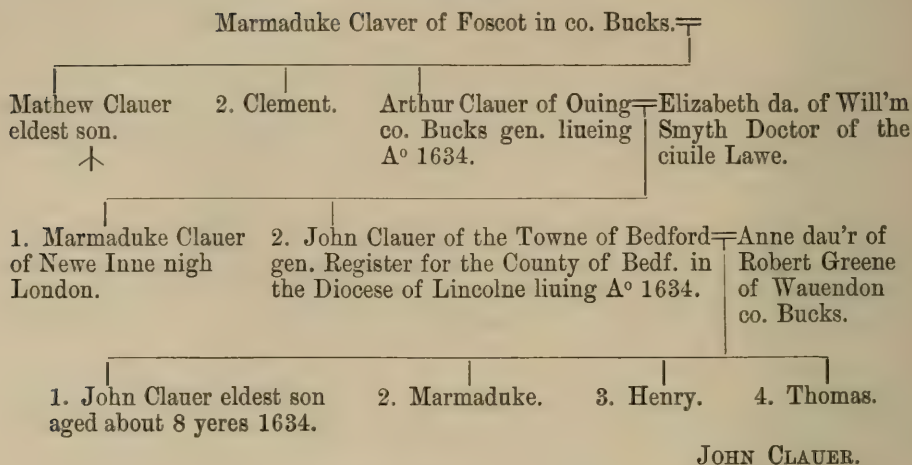 Marmaduke Claver of Foscot in co. Bucks.
Mathew Clauer
eldest son.
2. Clement.
Arthur Clauer of Ouing
co. Bucks gen. liueing
Aº 1634.
Elizabeth da. of Will'm
Smyth Doctor of the
ciuile Lawe.
1. Marmaduke Clauer
of Newe Inne nigh
London.
2. John Clauer of the Towne of Bedford
gen. Register for the County of Bedf. in
the Diocese of Lincolne liuing Aº 1634.
Anne dau'r of
Robert Greene
of Wauendon
co. Bucks.
1. John Clauer eldest son
aged about 8 yeres 1634.
2. Marmaduke.
3. Henry.
4. Thomas.
JOHN CLAUER.